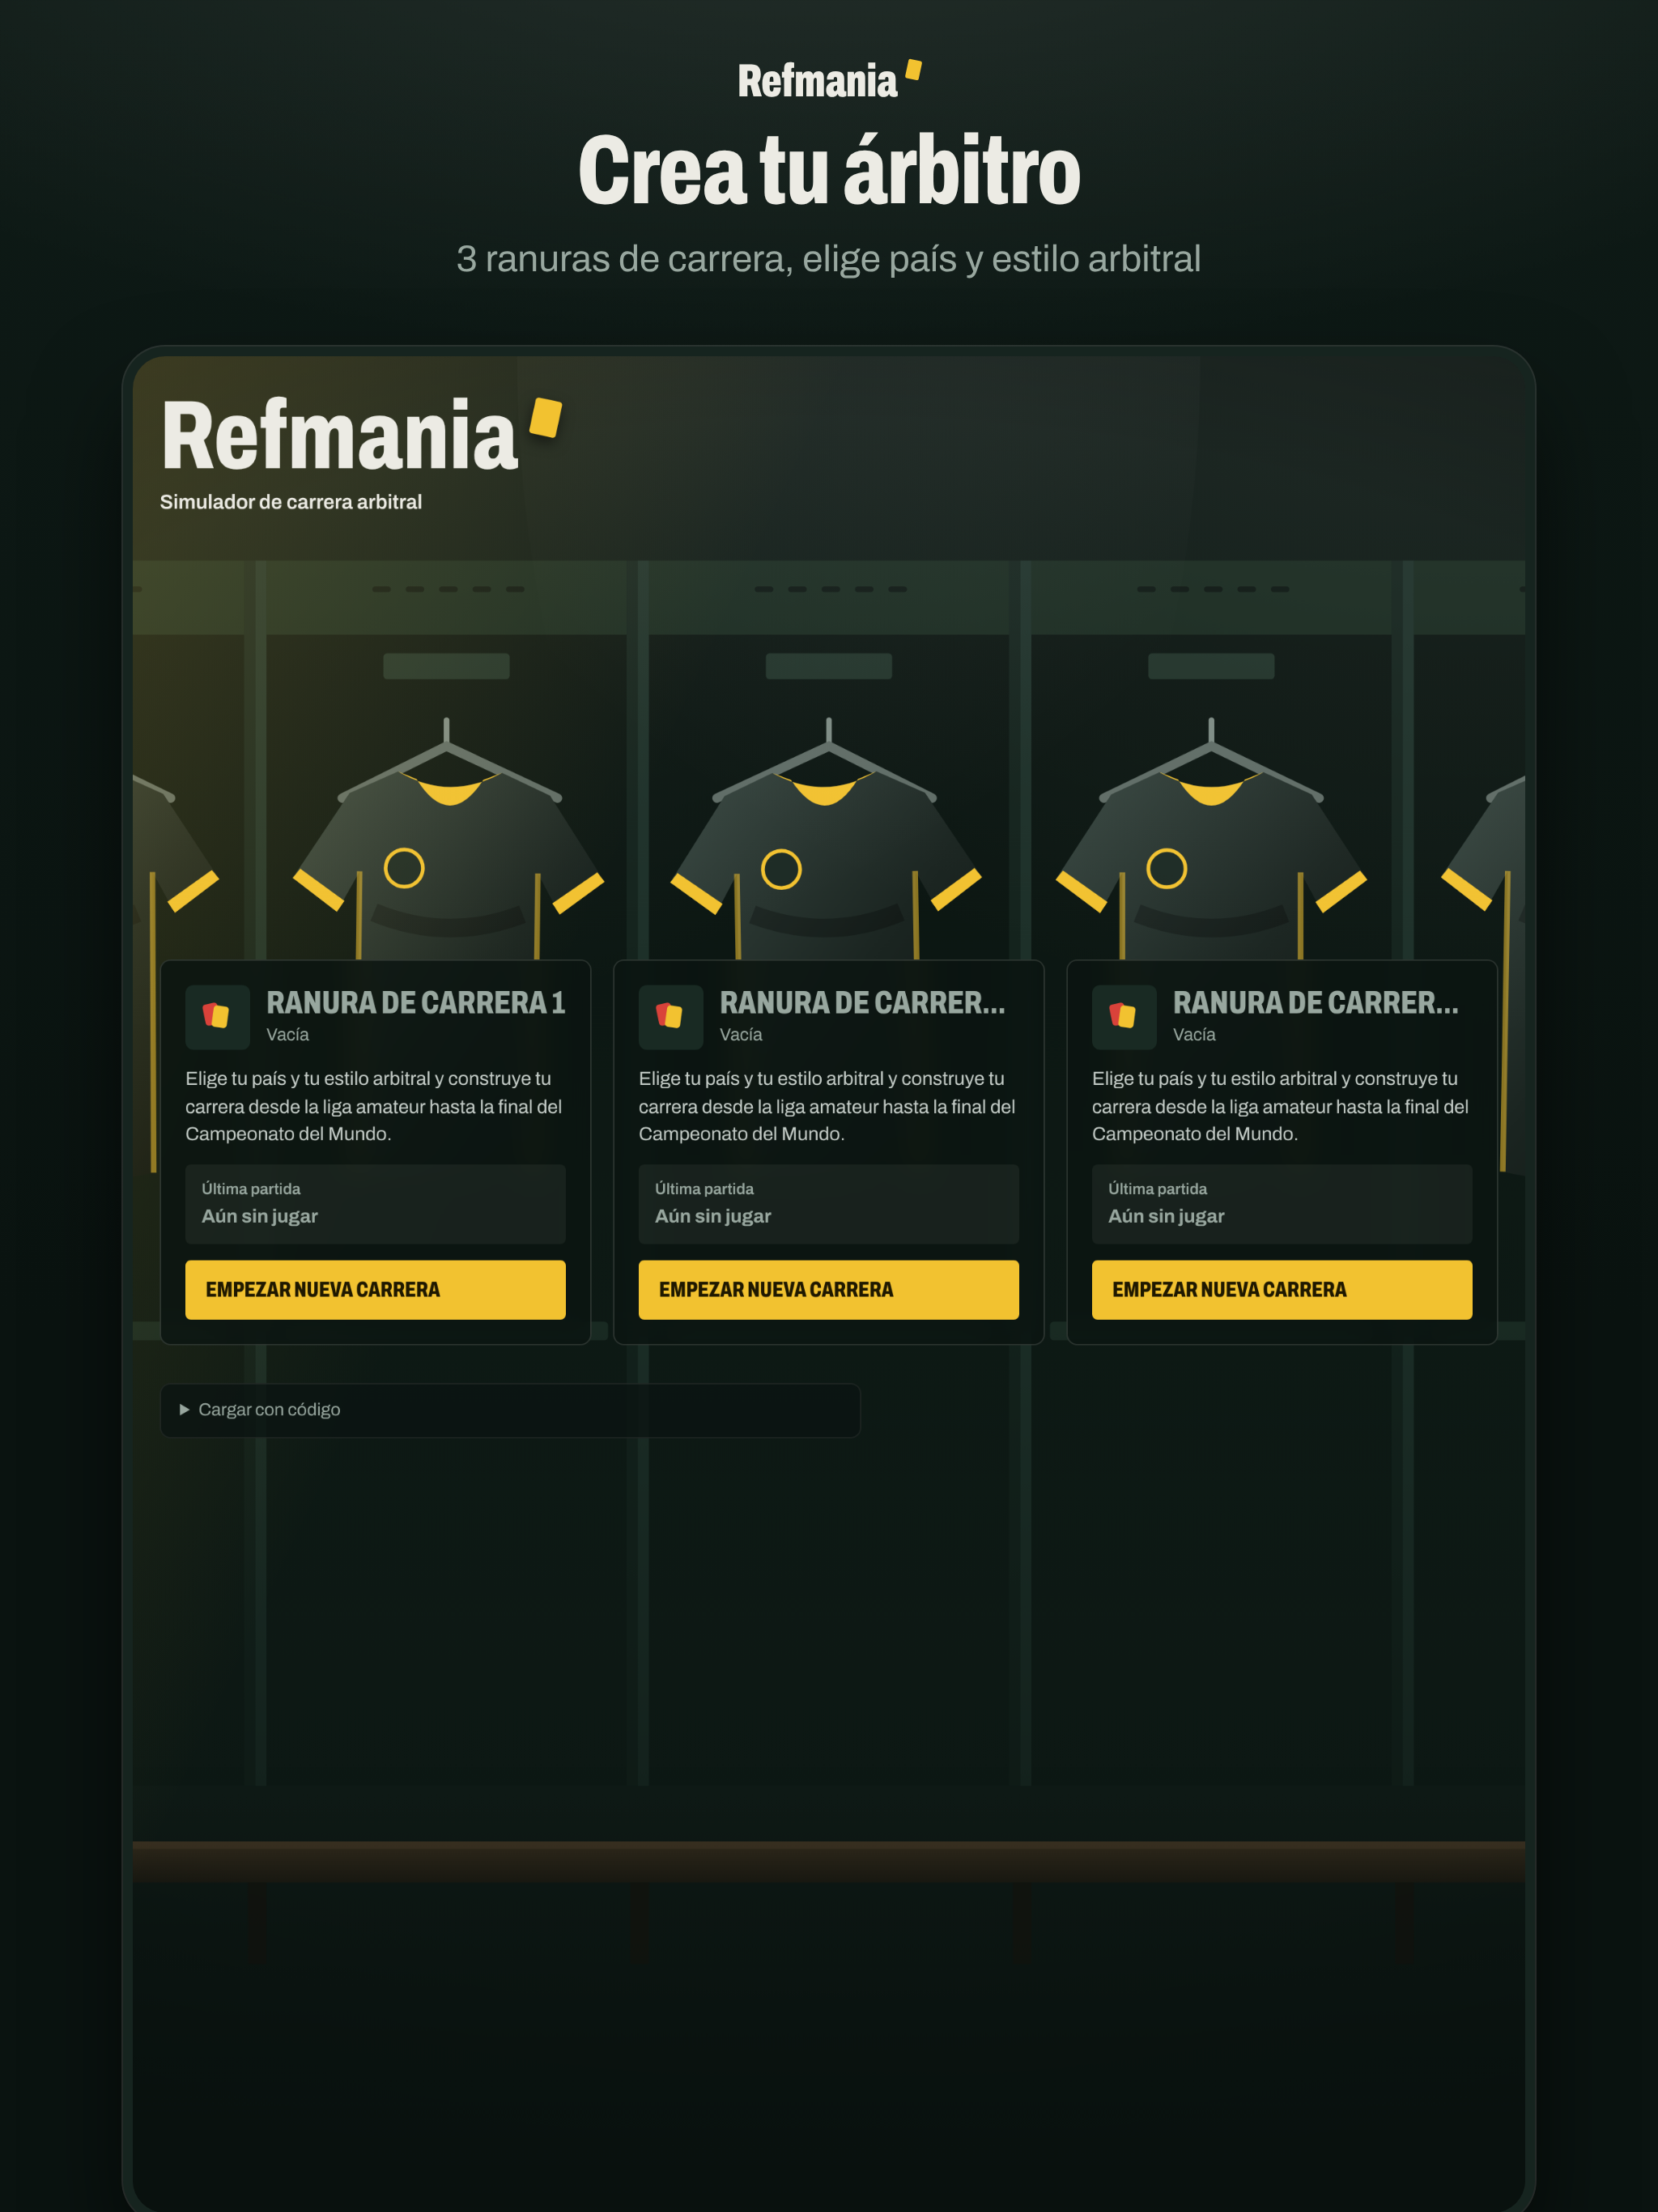 Refmania
Crea tu árbitro
3 ranuras de carrera, elige país y estilo arbitral
Refmania
Simulador de carrera arbitral
RANURA DE CARRERA 1
Vacía
Elige tu país y tu estilo arbitral y construye tu
carrera desde la liga amateur hasta la final del
Campeonato del Mundo.
Última partida
Aún sin jugar
EMPEZAR NUEVA CARRERA
RANURA DE CARRER...
Vacía
Elige tu país y tu estilo arbitral y construye tu
carrera desde la liga amateur hasta la final del
Campeonato del Mundo.
Última partida
Aún sin jugar
EMPEZAR NUEVA CARRERA
RANURA DE CARRER...
Vacía
Elige tu país y tu estilo arbitral y construye tu
carrera desde la liga amateur hasta la final del
Campeonato del Mundo.
Última partida
Aún sin jugar
EMPEZAR NUEVA CARRERA
Cargar con código